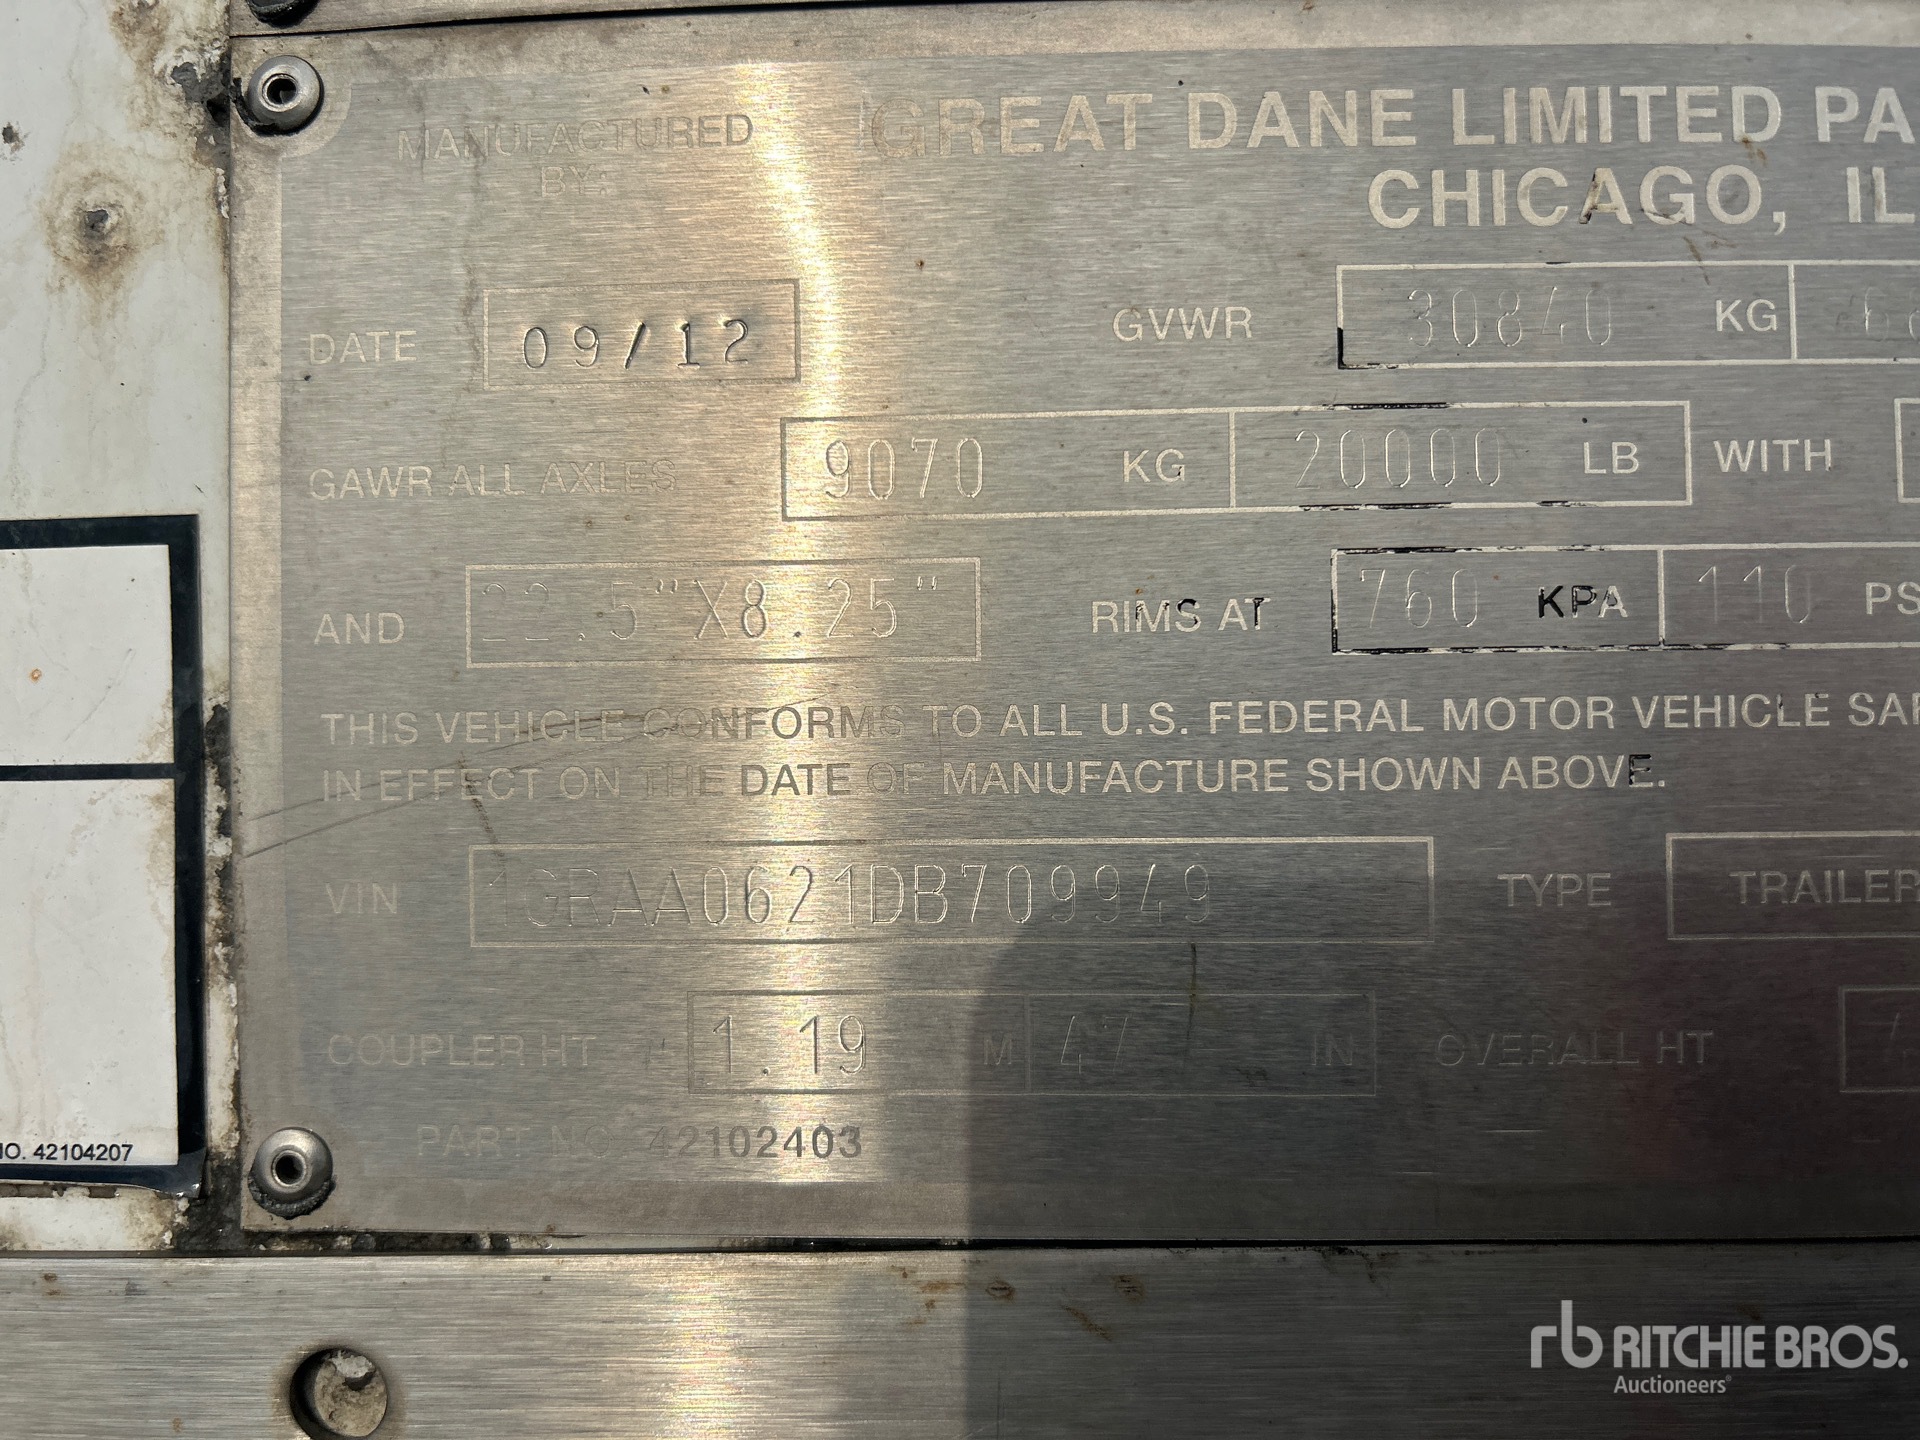 MANUFACTURED BY: GREAT DANE LIMITED PA
CHICAGO, IL
DATE 09/12 GVWR 30840 KG 68
GAWR ALL AXLES 9070 KG 20000 LB WITH
AND 22.5"X8.25" RIMS AT 760 KPA 110 PS
THIS VEHICLE CONFORMS TO ALL U.S. FEDERAL MOTOR VEHICLE SAF
IN EFFECT ON THE DATE OF MANUFACTURE SHOWN ABOVE.
VIN 1GRAA0621DB709949 TYPE TRAILER
COUPLER HT 1.19 M 47 IN OVERALL HT
PART NO. 42102403
NO. 42104207
rb RITCHIE BROS.
Auctioneers